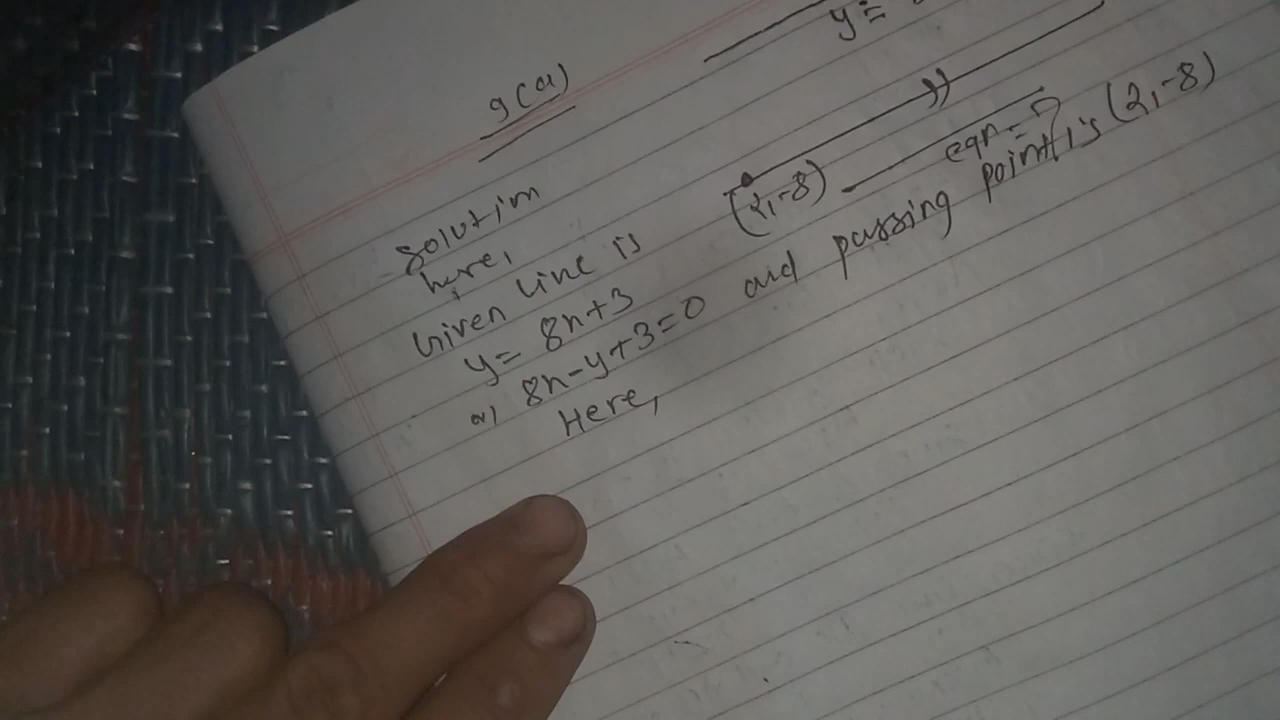 y=
9(a)
(2,-8)
eqn=?
solution
here,
Given line is
y= 8x+3
or) 8x-y+3=0 and passing point is (2,-8)
Here,